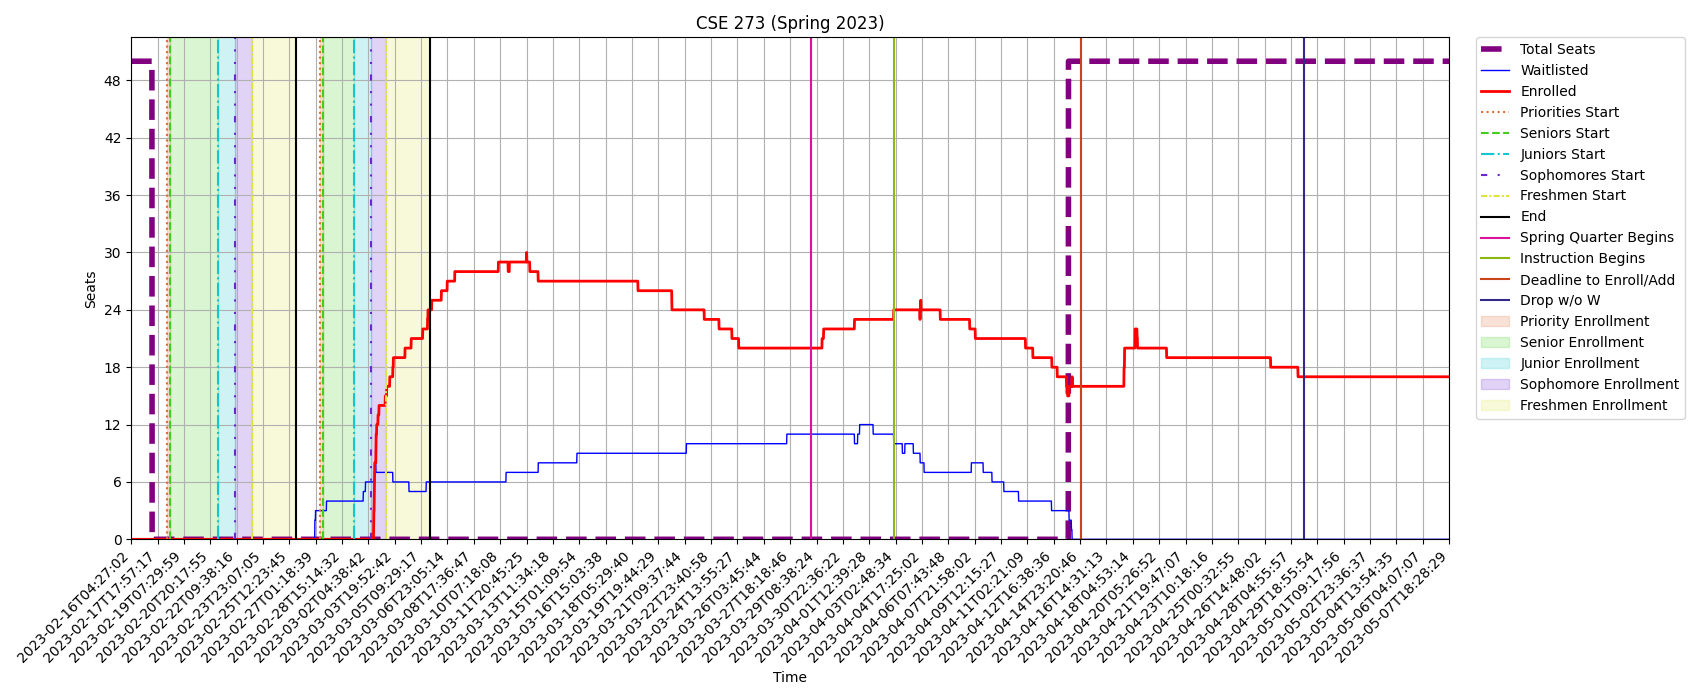 CSE 273 (Spring 2023)
Seats
48
42
36
30
24
18
12
6
0
2023-02-16T04:27:02
2023-02-17T17:57:17
2023-02-19T07:29:59
2023-02-20T20:17:55
2023-02-22T09:38:16
2023-02-23T23:07:05
2023-02-25T12:23:45
2023-02-27T01:18:39
2023-02-28T15:14:32
2023-03-02T04:38:42
2023-03-03T19:52:42
2023-03-05T09:29:17
2023-03-06T23:05:14
2023-03-08T17:36:47
2023-03-10T07:18:08
2023-03-11T20:45:25
2023-03-13T11:34:18
2023-03-15T01:09:54
2023-03-16T15:03:38
2023-03-18T05:29:40
2023-03-19T19:44:29
2023-03-21T09:37:44
2023-03-22T23:40:58
2023-03-24T13:55:27
2023-03-26T03:45:44
2023-03-27T18:18:46
2023-03-29T08:38:24
2023-03-30T22:36:22
2023-04-01T12:39:28
2023-04-03T02:48:34
2023-04-04T17:25:02
2023-04-06T07:43:48
2023-04-07T21:58:02
2023-04-09T12:15:27
2023-04-11T02:21:09
2023-04-12T16:38:36
2023-04-14T13:20:46
2023-04-16T14:31:13
2023-04-18T04:53:14
2023-04-20T05:26:52
2023-04-21T19:47:07
2023-04-23T10:18:16
2023-04-25T00:32:55
2023-04-26T14:48:02
2023-04-28T04:55:57
2023-04-29T18:55:54
2023-05-01T09:17:56
2023-05-02T23:36:37
2023-05-04T13:54:35
2023-05-06T04:07:07
2023-05-07T18:28:29
Time
Total Seats
Waitlisted
Enrolled
Priorities Start
Seniors Start
Juniors Start
Sophomores Start
Freshmen Start
End
Spring Quarter Begins
Instruction Begins
Deadline to Enroll/Add
Drop w/o W
Priority Enrollment
Senior Enrollment
Junior Enrollment
Sophomore Enrollment
Freshmen Enrollment